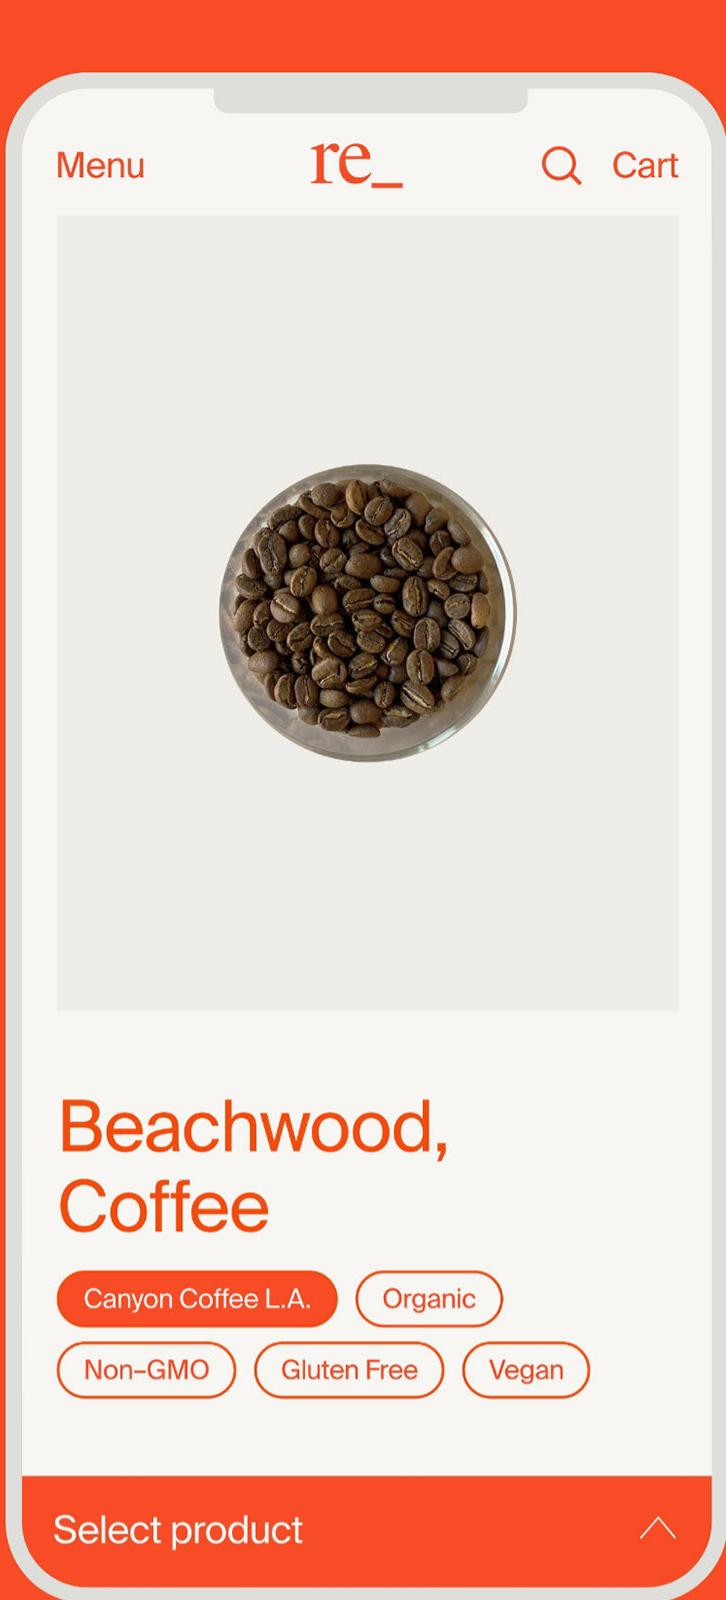 Menu re_ Cart
Beachwood,
Coffee
Canyon Coffee L.A. Organic
Non–GMO Gluten Free Vegan
Select product